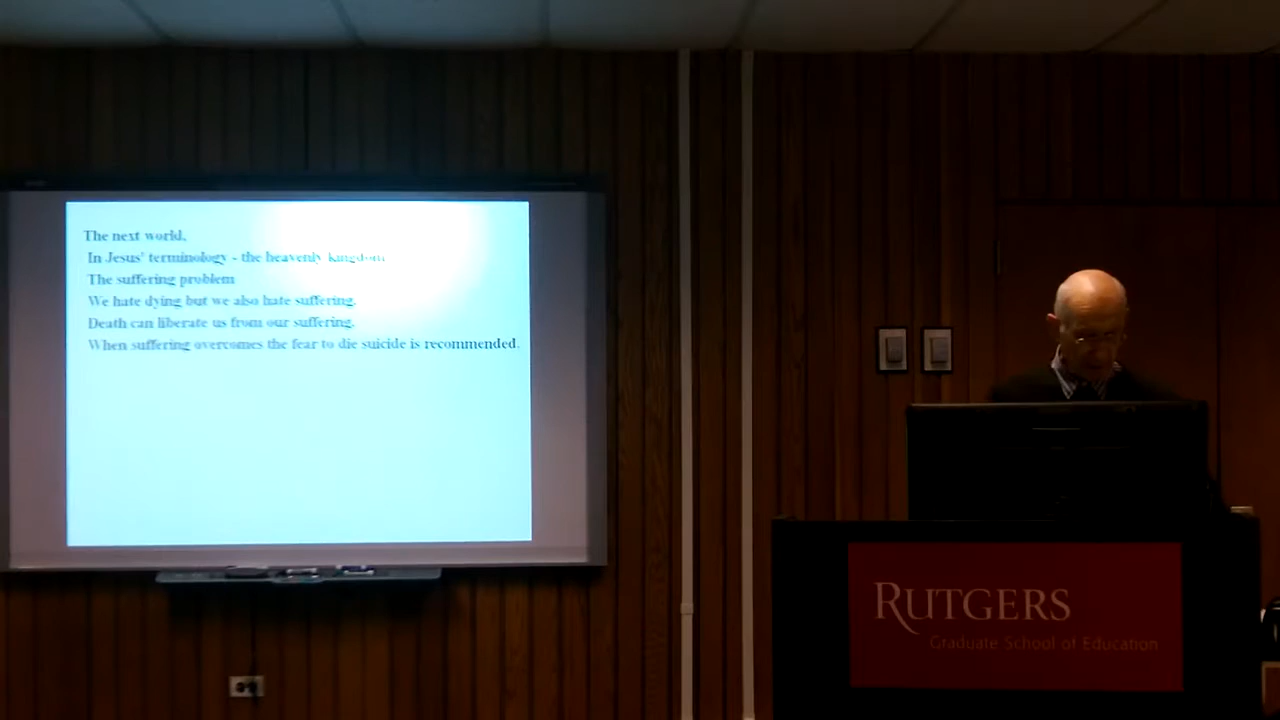 The next world,
In Jesus' terminology - the heavenly kingdom
The suffering problem
We hate dying but we also hate suffering.
Death can liberate us from our suffering.
When suffering overcomes the fear to die suicide is recommended.
RUTGERS
Graduate School of Education